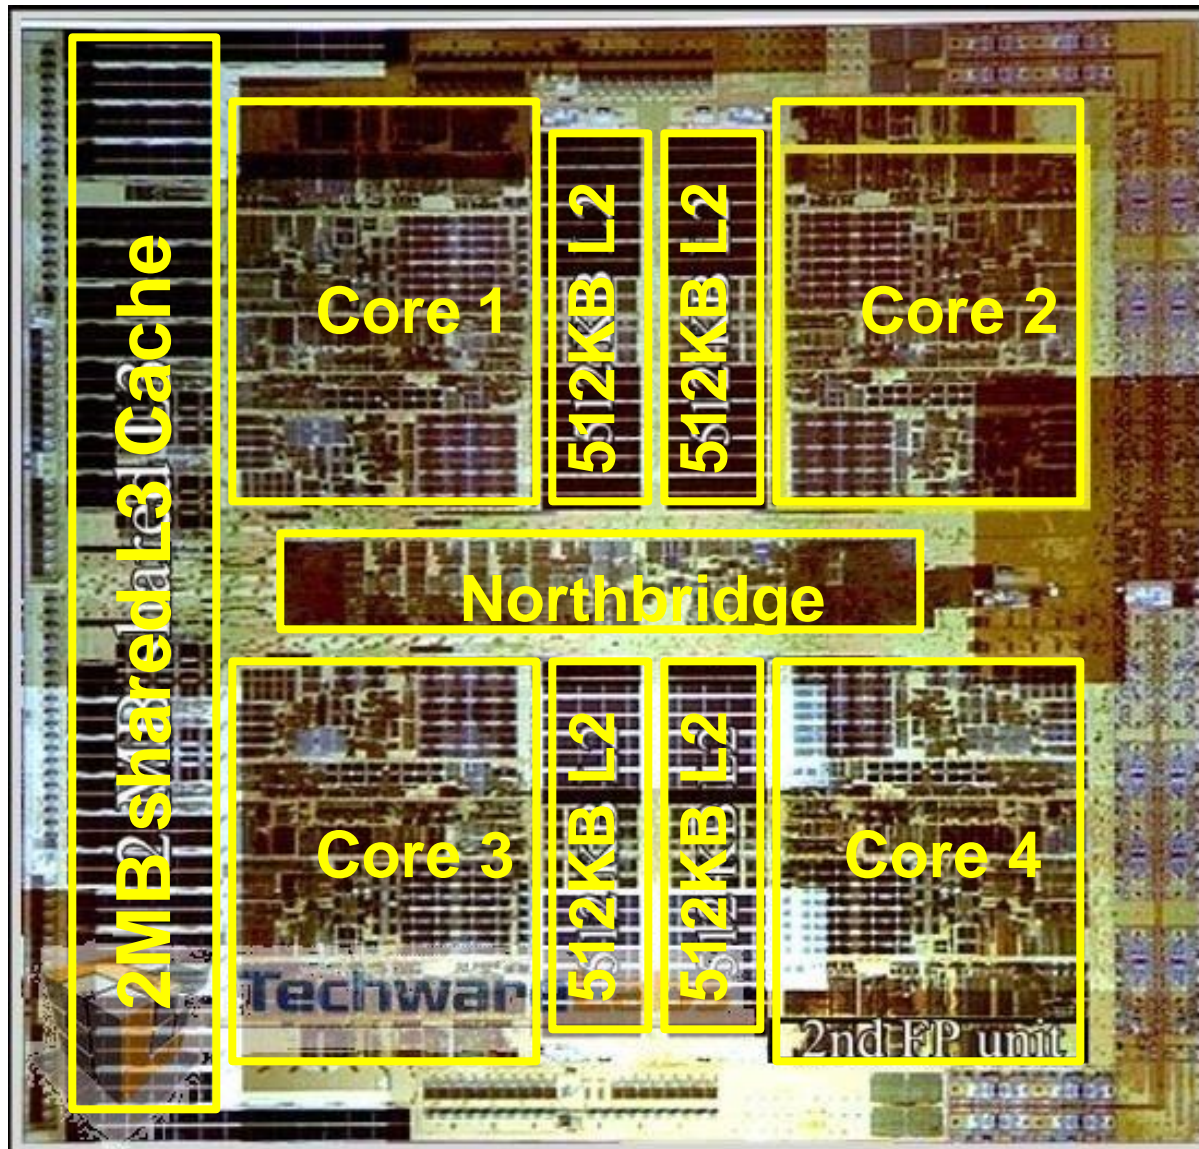 2MB shared L3 Cache
Core 1
512KB L2
512KB L2
Core 2
Northbridge
Core 3
512KB L2
512KB L2
Core 4
Techware
2nd FP unit